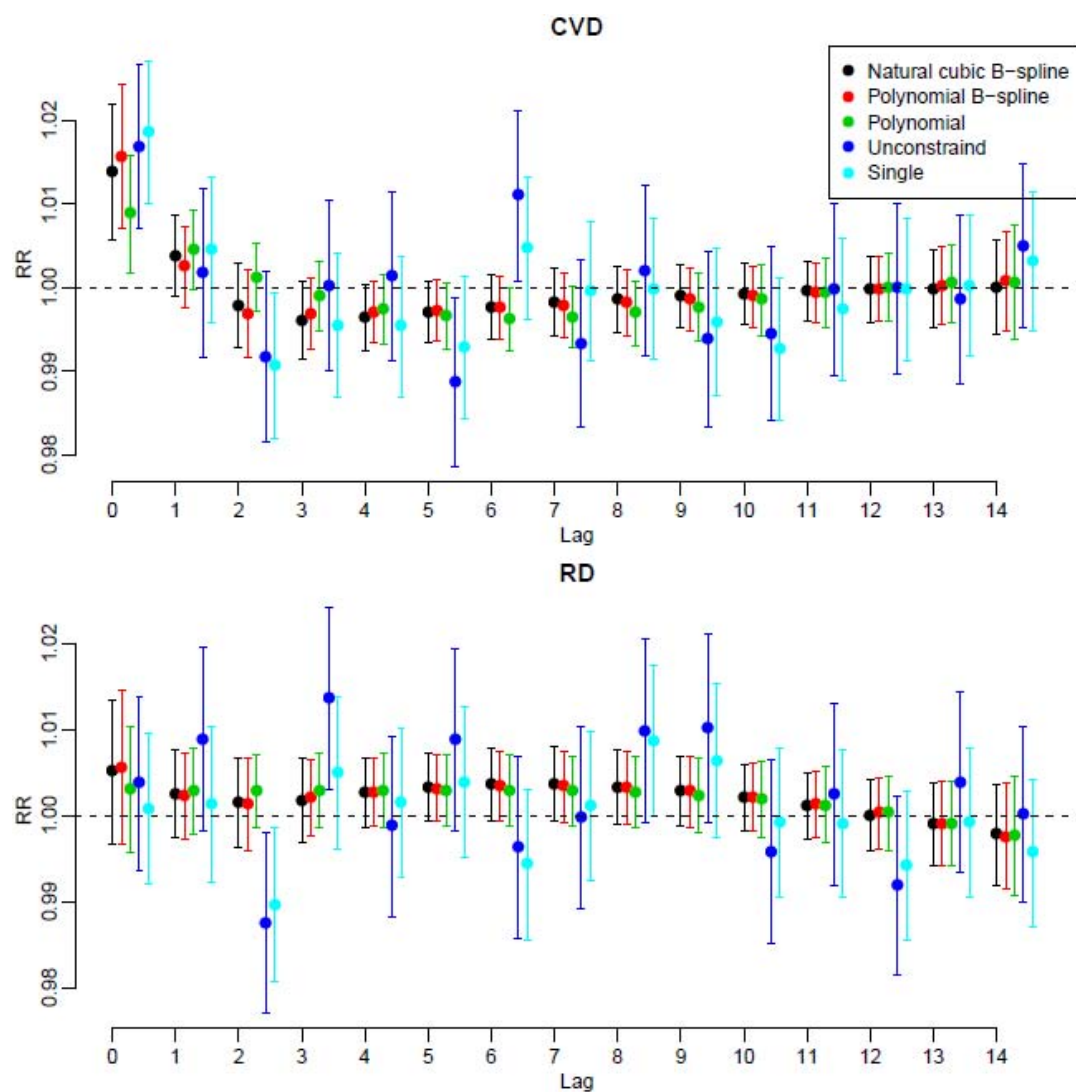 CVD
Natural cubic B−spline
Polynomial B−spline
Polynomial
Unconstraind
Single
RR
1.02
1.01
1.00
0.99
0.98
0 1 2 3 4 5 6 7 8 9 10 11 12 13 14
Lag
RD
RR
1.02
1.01
1.00
0.99
0.98
0 1 2 3 4 5 6 7 8 9 10 11 12 13 14
Lag